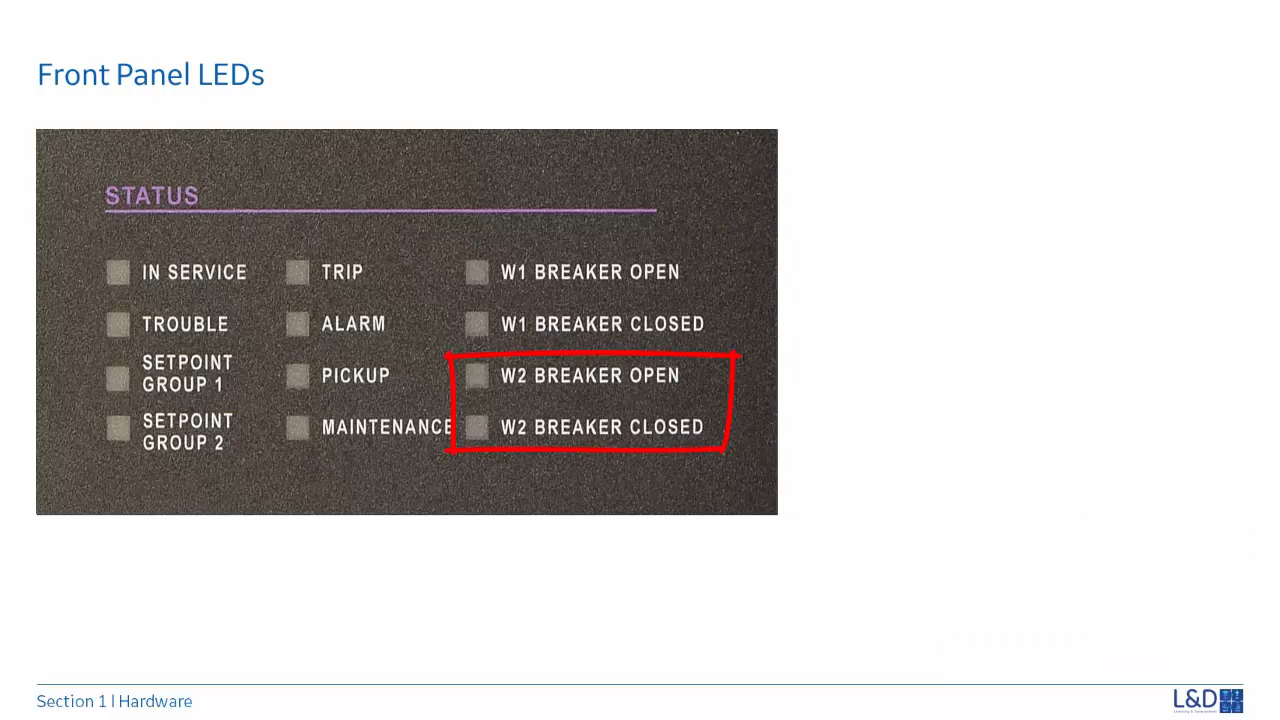 Front Panel LEDs
STATUS
IN SERVICE
TROUBLE
SETPOINT
GROUP 1
SETPOINT
GROUP 2
TRIP
ALARM
PICKUP
MAINTENANCE
W1 BREAKER OPEN
W1 BREAKER CLOSED
W2 BREAKER OPEN
W2 BREAKER CLOSED
Section 1 | Hardware
L&D